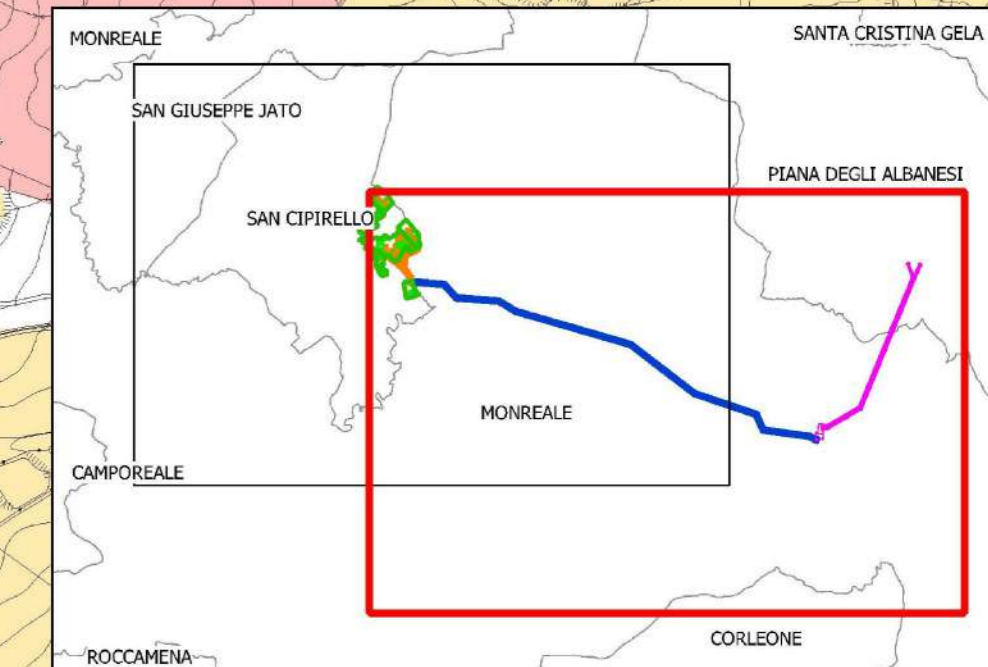 MONREALE
SANTA CRISTINA GELA
SAN GIUSEPPE JATO
PIANA DEGLI ALBANESI
SAN CIPIRELLO
MONREALE
CAMPOREALE
CORLEONE
ROCCAMENA